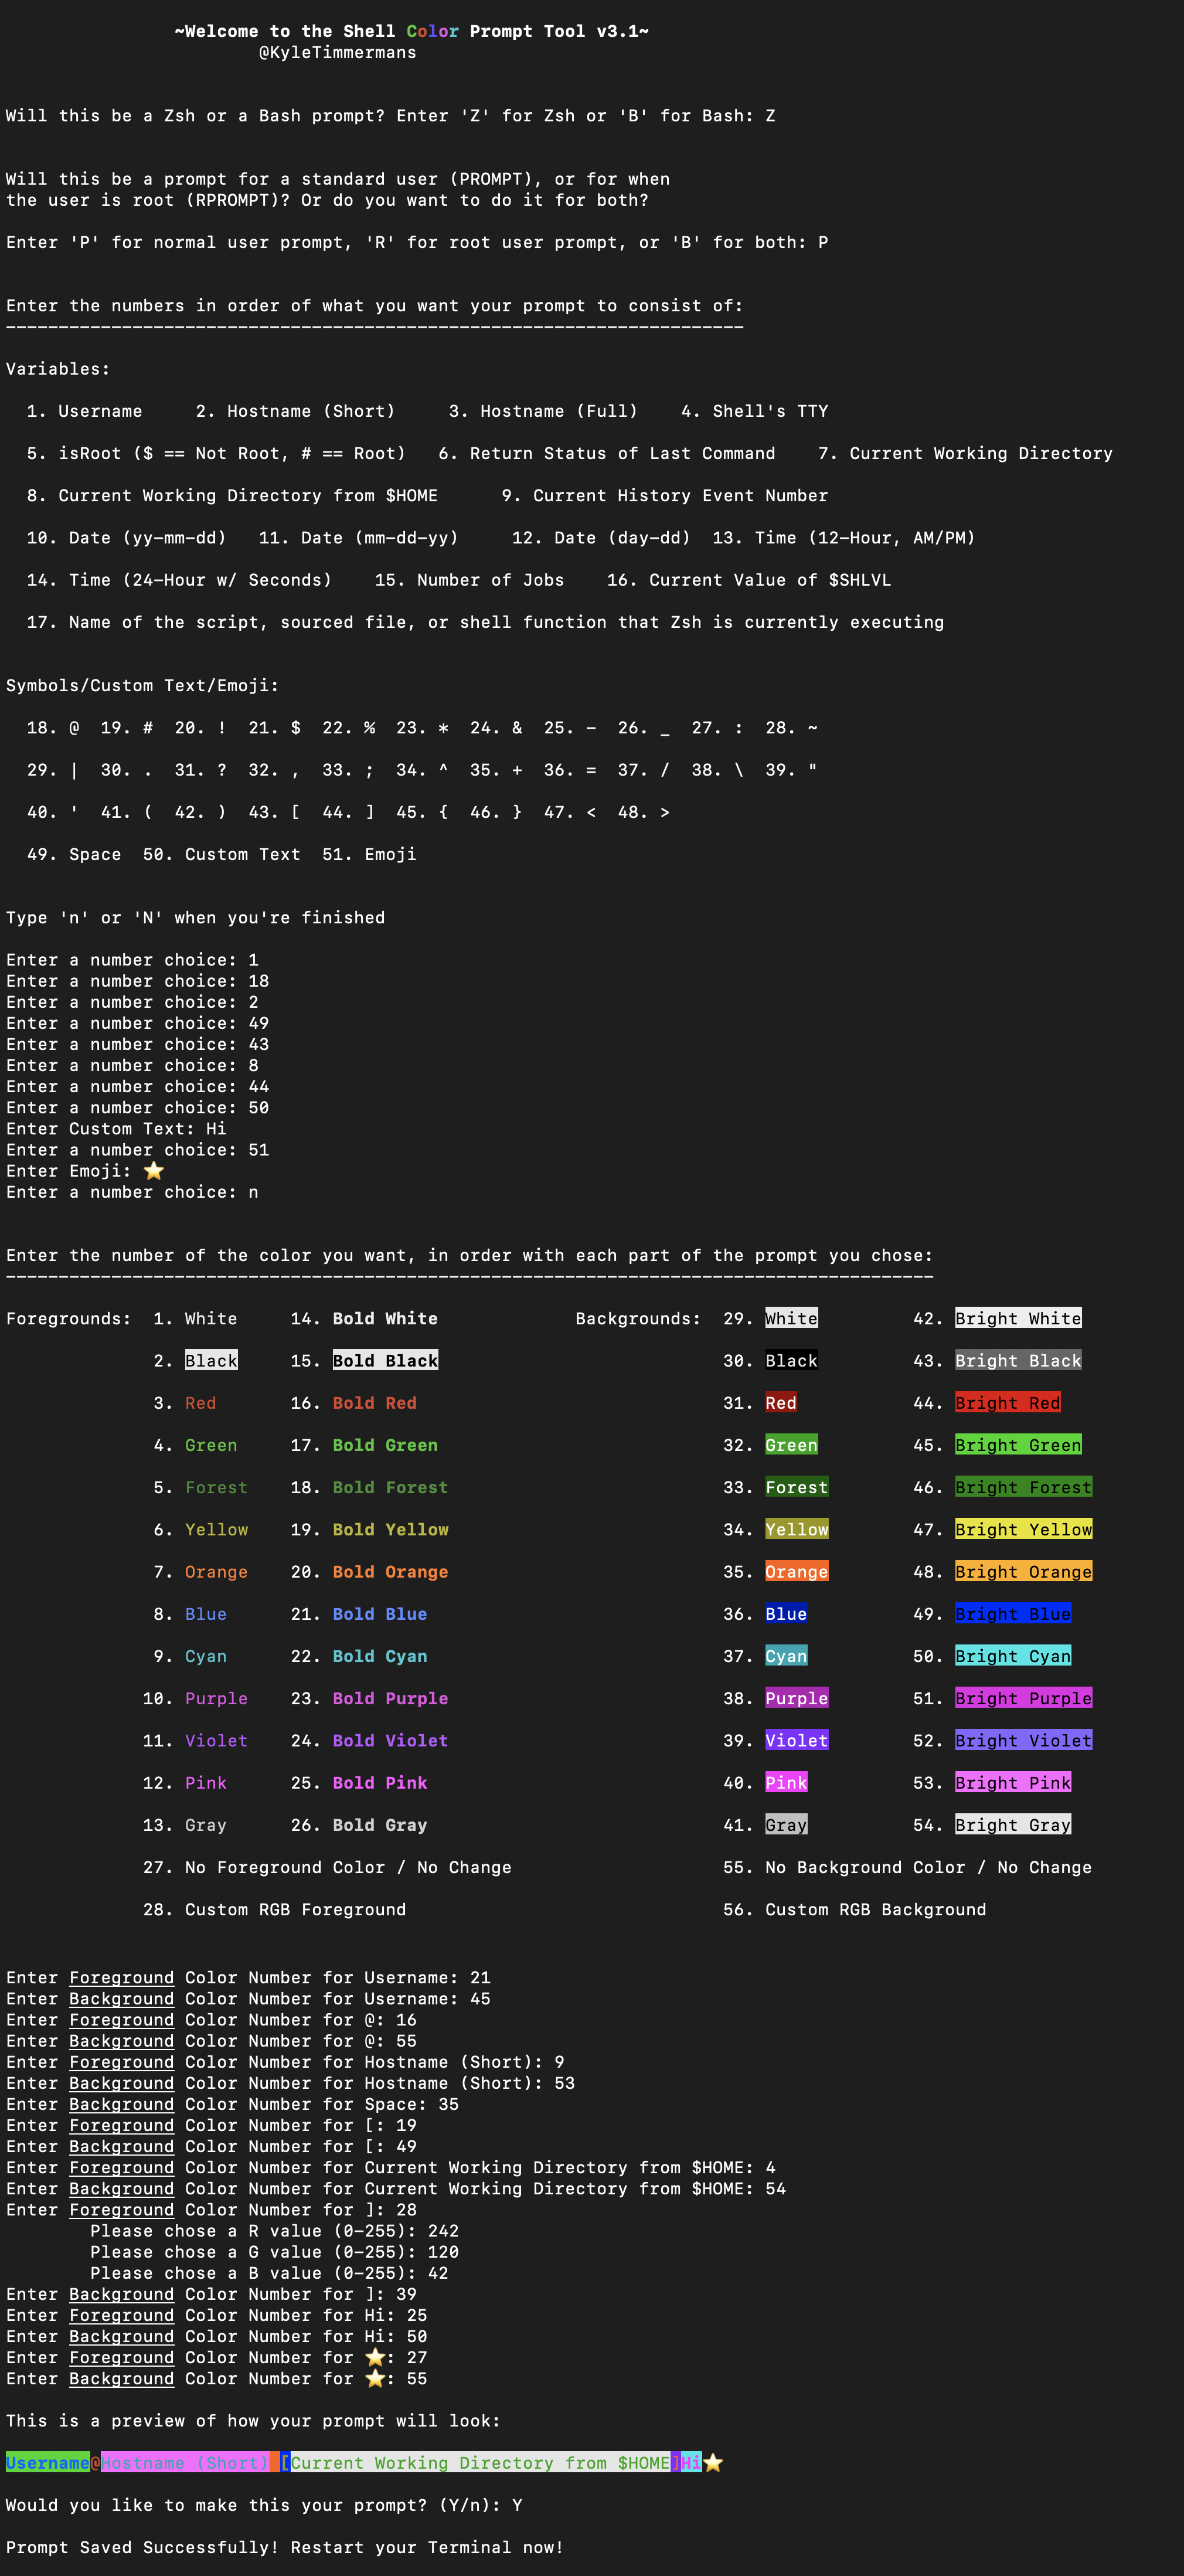 ~Welcome to the Shell Color Prompt Tool v3.1~
@KyleTimmermans
Will this be a Zsh or a Bash prompt? Enter 'Z' for Zsh or 'B' for Bash: Z
Will this be a prompt for a standard user (PROMPT), or for when
the user is root (RPROMPT)? Or do you want to do it for both?
Enter 'P' for normal user prompt, 'R' for root user prompt, or 'B' for both: P
Enter the numbers in order of what you want your prompt to consist of:
----------------------------------------------------------------------
Variables:
1. Username 2. Hostname (Short) 3. Hostname (Full) 4. Shell's TTY
5. isRoot ($ == Not Root, # == Root) 6. Return Status of Last Command 7. Current Working Directory
8. Current Working Directory from $HOME 9. Current History Event Number
10. Date (yy-mm-dd) 11. Date (mm-dd-yy) 12. Date (day-dd) 13. Time (12-Hour, AM/PM)
14. Time (24-Hour w/ Seconds) 15. Number of Jobs 16. Current Value of $SHLVL
17. Name of the script, sourced file, or shell function that Zsh is currently executing
Symbols/Custom Text/Emoji:
18. @ 19. # 20. ! 21. $ 22. % 23. * 24. & 25. - 26. _ 27. : 28. ~
29. | 30. . 31. ? 32. , 33. ; 34. ^ 35. + 36. = 37. / 38. \ 39. "
40. ' 41. ( 42. ) 43. [ 44. ] 45. { 46. } 47. < 48. >
49. Space 50. Custom Text 51. Emoji
Type 'n' or 'N' when you're finished
Enter a number choice: 1
Enter a number choice: 18
Enter a number choice: 2
Enter a number choice: 49
Enter a number choice: 43
Enter a number choice: 8
Enter a number choice: 44
Enter a number choice: 50
Enter Custom Text: Hi
Enter a number choice: 51
Enter Emoji: ⭐
Enter a number choice: n
Enter the number of the color you want, in order with each part of the prompt you chose:
----------------------------------------------------------------------------------------
Foregrounds: 1. White 14. Bold White Backgrounds: 29. White 42. Bright White
2. Black 15. Bold Black 30. Black 43. Bright Black
3. Red 16. Bold Red 31. Red 44. Bright Red
4. Green 17. Bold Green 32. Green 45. Bright Green
5. Forest 18. Bold Forest 33. Forest 46. Bright Forest
6. Yellow 19. Bold Yellow 34. Yellow 47. Bright Yellow
7. Orange 20. Bold Orange 35. Orange 48. Bright Orange
8. Blue 21. Bold Blue 36. Blue 49. Bright Blue
9. Cyan 22. Bold Cyan 37. Cyan 50. Bright Cyan
10. Purple 23. Bold Purple 38. Purple 51. Bright Purple
11. Violet 24. Bold Violet 39. Violet 52. Bright Violet
12. Pink 25. Bold Pink 40. Pink 53. Bright Pink
13. Gray 26. Bold Gray 41. Gray 54. Bright Gray
27. No Foreground Color / No Change 55. No Background Color / No Change
28. Custom RGB Foreground 56. Custom RGB Background
Enter Foreground Color Number for Username: 21
Enter Background Color Number for Username: 45
Enter Foreground Color Number for @: 16
Enter Background Color Number for @: 55
Enter Foreground Color Number for Hostname (Short): 9
Enter Background Color Number for Hostname (Short): 53
Enter Background Color Number for Space: 35
Enter Foreground Color Number for [: 19
Enter Background Color Number for [: 49
Enter Foreground Color Number for Current Working Directory from $HOME: 4
Enter Background Color Number for Current Working Directory from $HOME: 54
Enter Foreground Color Number for ]: 28
Please chose a R value (0-255): 242
Please chose a G value (0-255): 120
Please chose a B value (0-255): 42
Enter Background Color Number for ]: 39
Enter Foreground Color Number for Hi: 25
Enter Background Color Number for Hi: 50
Enter Foreground Color Number for ⭐: 27
Enter Background Color Number for ⭐: 55
This is a preview of how your prompt will look:
Username@Hostname (Short) [Current Working Directory from $HOME]Hi⭐
Would you like to make this your prompt? (Y/n): Y
Prompt Saved Successfully! Restart your Terminal now!